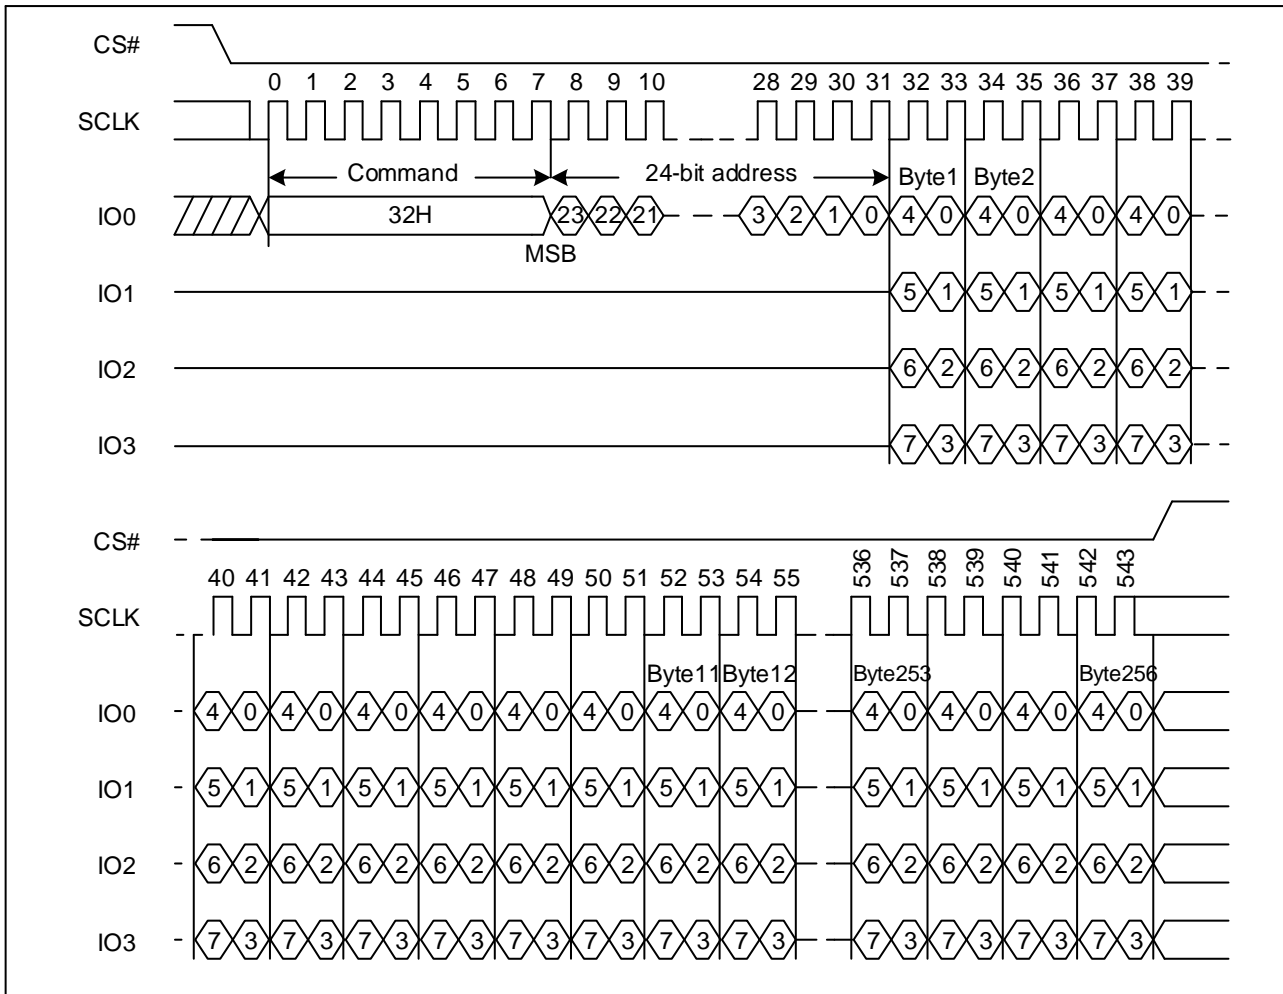 CS#
0 1 2 3 4 5 6 7 8 9 10 28 29 30 31 32 33 34 35 36 37 38 39
SCLK
Command 24-bit address Byte1 Byte2
IO0 32H 23 22 21 3 2 1 0 4 0 4 0 4 0 4 0
MSB
IO1 5 1 5 1 5 1 5 1
IO2 6 2 6 2 6 2 6 2
IO3 7 3 7 3 7 3 7 3
CS#
40 41 42 43 44 45 46 47 48 49 50 51 52 53 54 55 536 537 538 539 540 541 542 543
SCLK
Byte11 Byte12 Byte253 Byte256
IO0 4 0 4 0 4 0 4 0 4 0 4 0 4 0 4 0 4 0 4 0 4 0 4 0
IO1 5 1 5 1 5 1 5 1 5 1 5 1 5 1 5 1 5 1 5 1 5 1 5 1
IO2 6 2 6 2 6 2 6 2 6 2 6 2 6 2 6 2 6 2 6 2 6 2 6 2
IO3 7 3 7 3 7 3 7 3 7 3 7 3 7 3 7 3 7 3 7 3 7 3 7 3